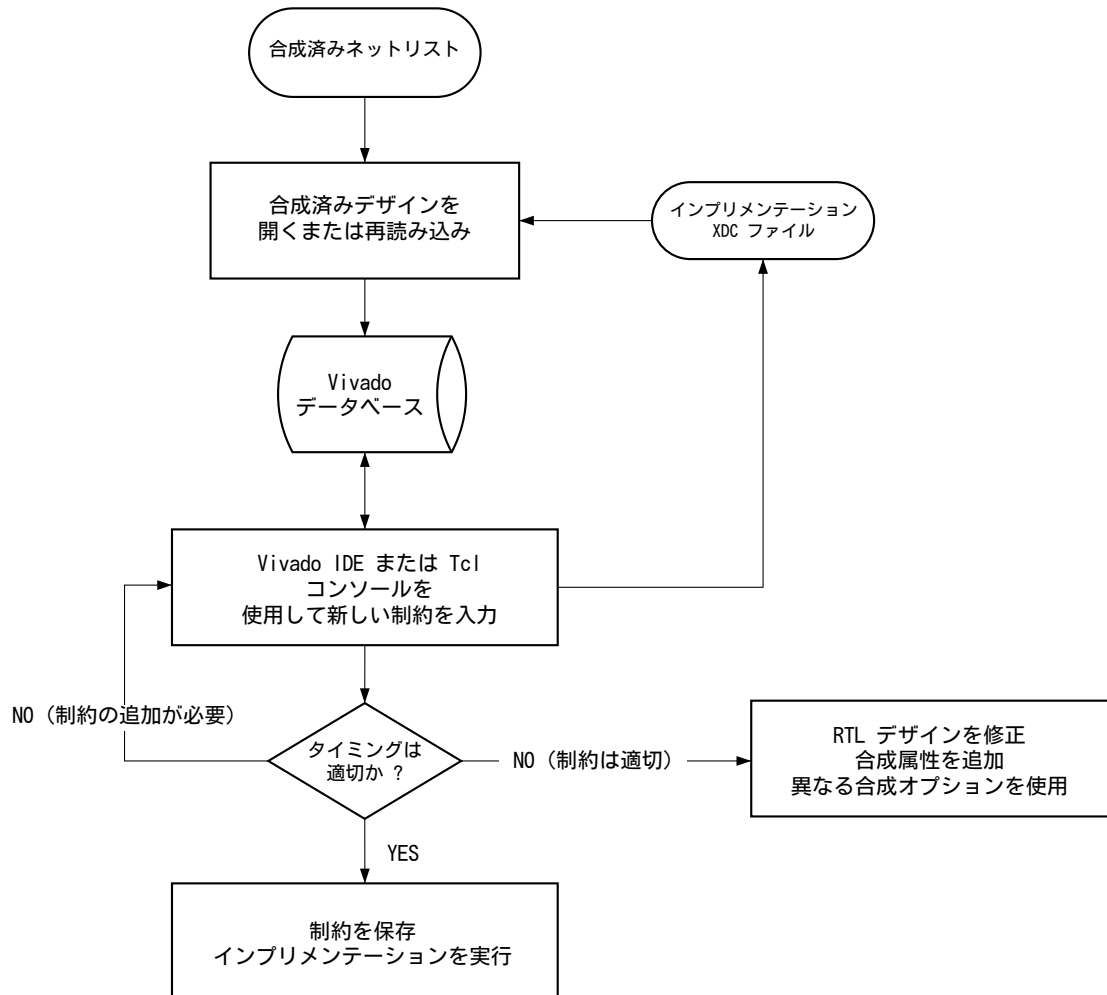 合成済みネットリスト
合成済みデザインを
開くまたは再読み込み
インプリメンテーション
XDC ファイル
Vivado
データベース
Vivado IDE または Tcl
コンソールを
使用して新しい制約を入力
NO（制約の追加が必要）
タイミングは
適切か ?
NO（制約は適切）
RTL デザインを修正
合成属性を追加
異なる合成オプションを使用
YES
制約を保存
インプリメンテーションを実行